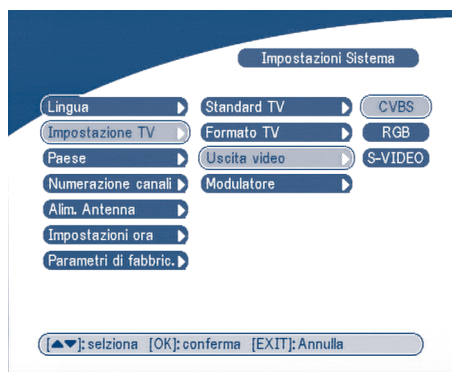 Impostazioni Sistema
Lingua
Impostazione TV
Paese
Numerazione canali
Alim. Antenna
Impostazioni ora
Parametri di fabbric.
Standard TV
Formato TV
Uscita video
Modulatore
CVBS
RGB
S-VIDEO
[▲▼]: selziona [OK]: conferma [EXIT]: Annulla